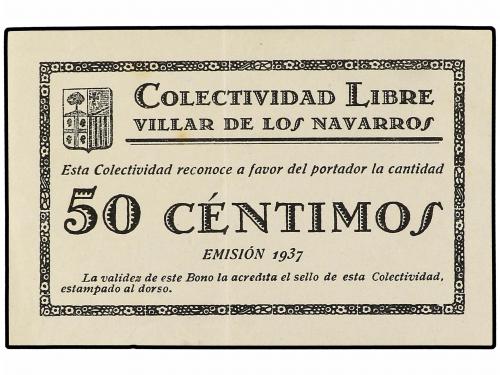 COLECTIVIDAD LIBRE
VILLAR DE LOS NAVARROS
Esta Colectividad reconoce a favor del portador la cantidad
50 CÉNTIMOS
EMISIÓN 1937
La validez de este Bono la acredita el sello de esta Colectividad,
estampado al dorso.